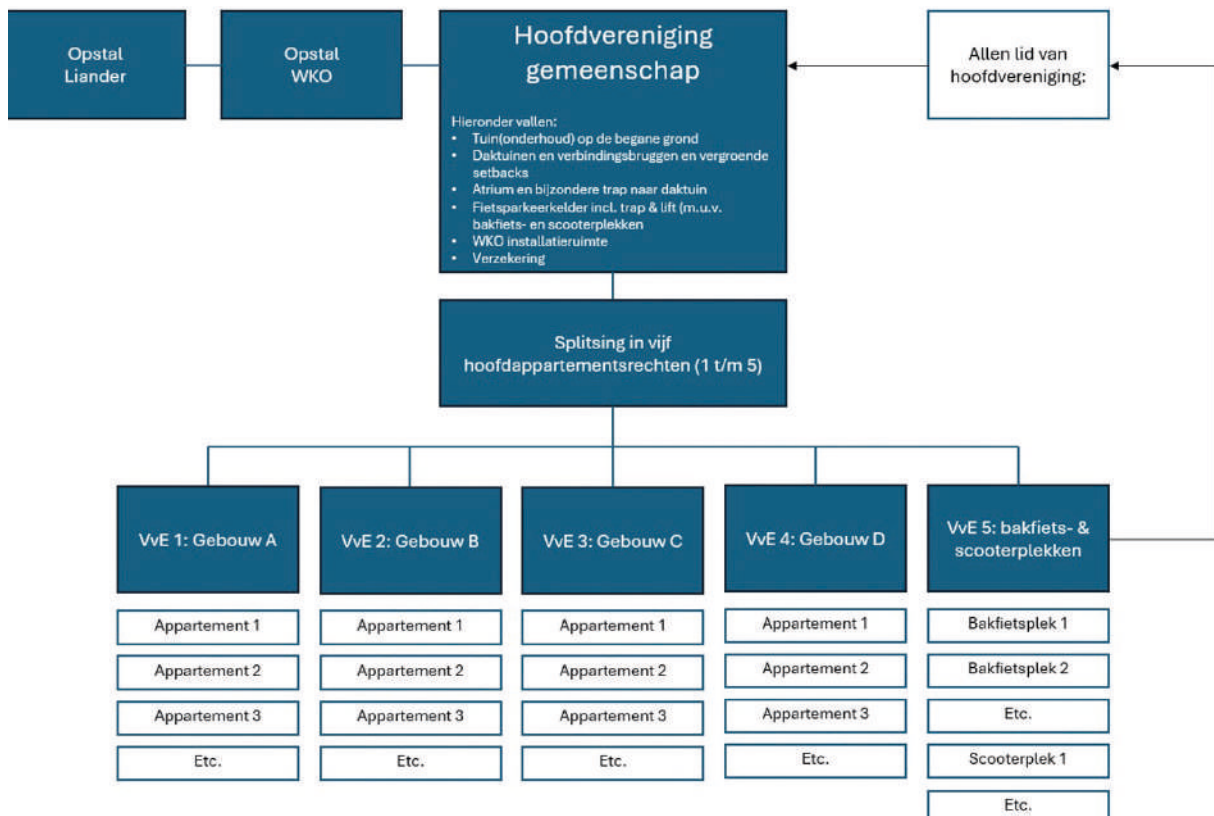 Opstal
Liander
Opstal
WKO
Hoofdvereniging
gemeenschap
Hieronder vallen:
• Tuin(onderhoud) op de begane grond
• Daktuinen en verbindingsbruggen en vergroende
setbacks
• Atrium en bijzondere trap naar daktuin
• Fietsparkeerkelder incl. trap & lift (m.u.v.
bakfiets- en scooterplekken
• WKO installatieruimte
• Verzekering
Allen lid van
hoofdvereniging:
Splitsing in vijf
hoofdappartementsrechten (1 t/m 5)
VvE 1: Gebouw A
VvE 2: Gebouw B
VvE 3: Gebouw C
VvE 4: Gebouw D
VvE 5: bakfiets- &
scooterplekken
Appartement 1
Appartement 1
Appartement 1
Appartement 1
Bakfietsplek 1
Appartement 2
Appartement 2
Appartement 2
Appartement 2
Bakfietsplek 2
Appartement 3
Appartement 3
Appartement 3
Appartement 3
Etc.
Etc.
Etc.
Etc.
Etc.
Scooterplek 1
Etc.